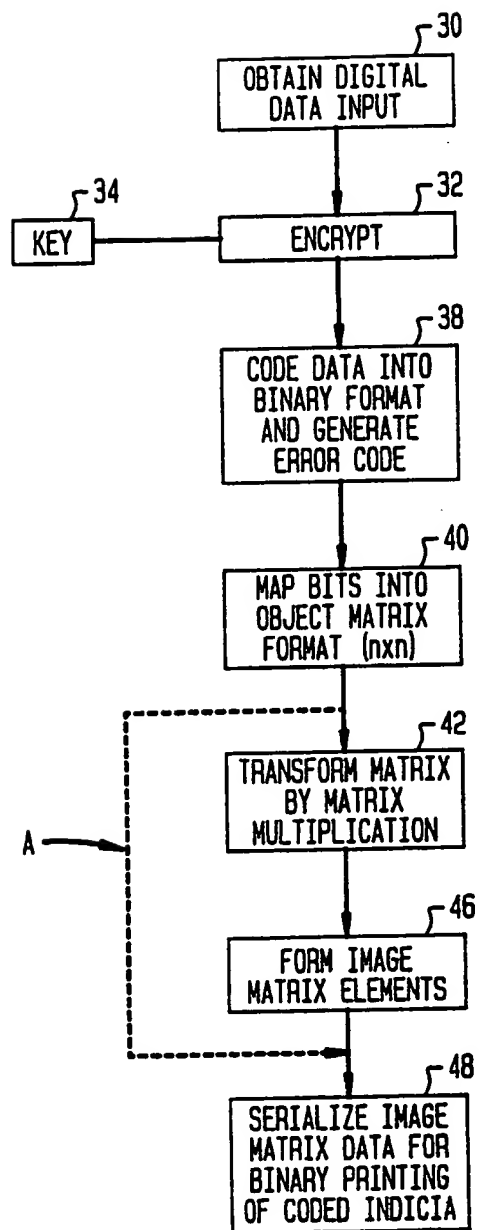 30
OBTAIN DIGITAL
DATA INPUT
34
32
KEY
ENCRYPT
38
CODE DATA INTO
BINARY FORMAT
AND GENERATE
ERROR CODE
40
MAP BITS INTO
OBJECT MATRIX
FORMAT (nxn)
42
TRANSFORM MATRIX
BY MATRIX
MULTIPLICATION
A
46
FORM IMAGE
MATRIX ELEMENTS
48
SERIALIZE IMAGE
MATRIX DATA FOR
BINARY PRINTING
OF CODED INDICIA